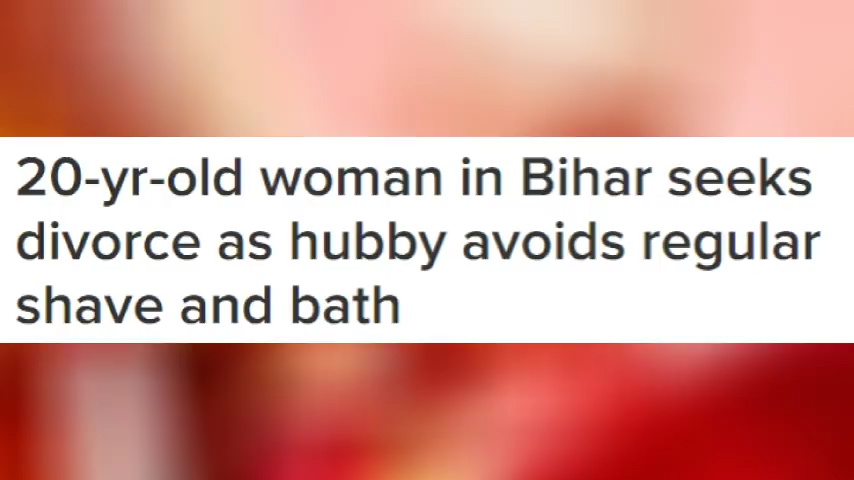 20-yr-old woman in Bihar seeks
divorce as hubby avoids regular
shave and bath